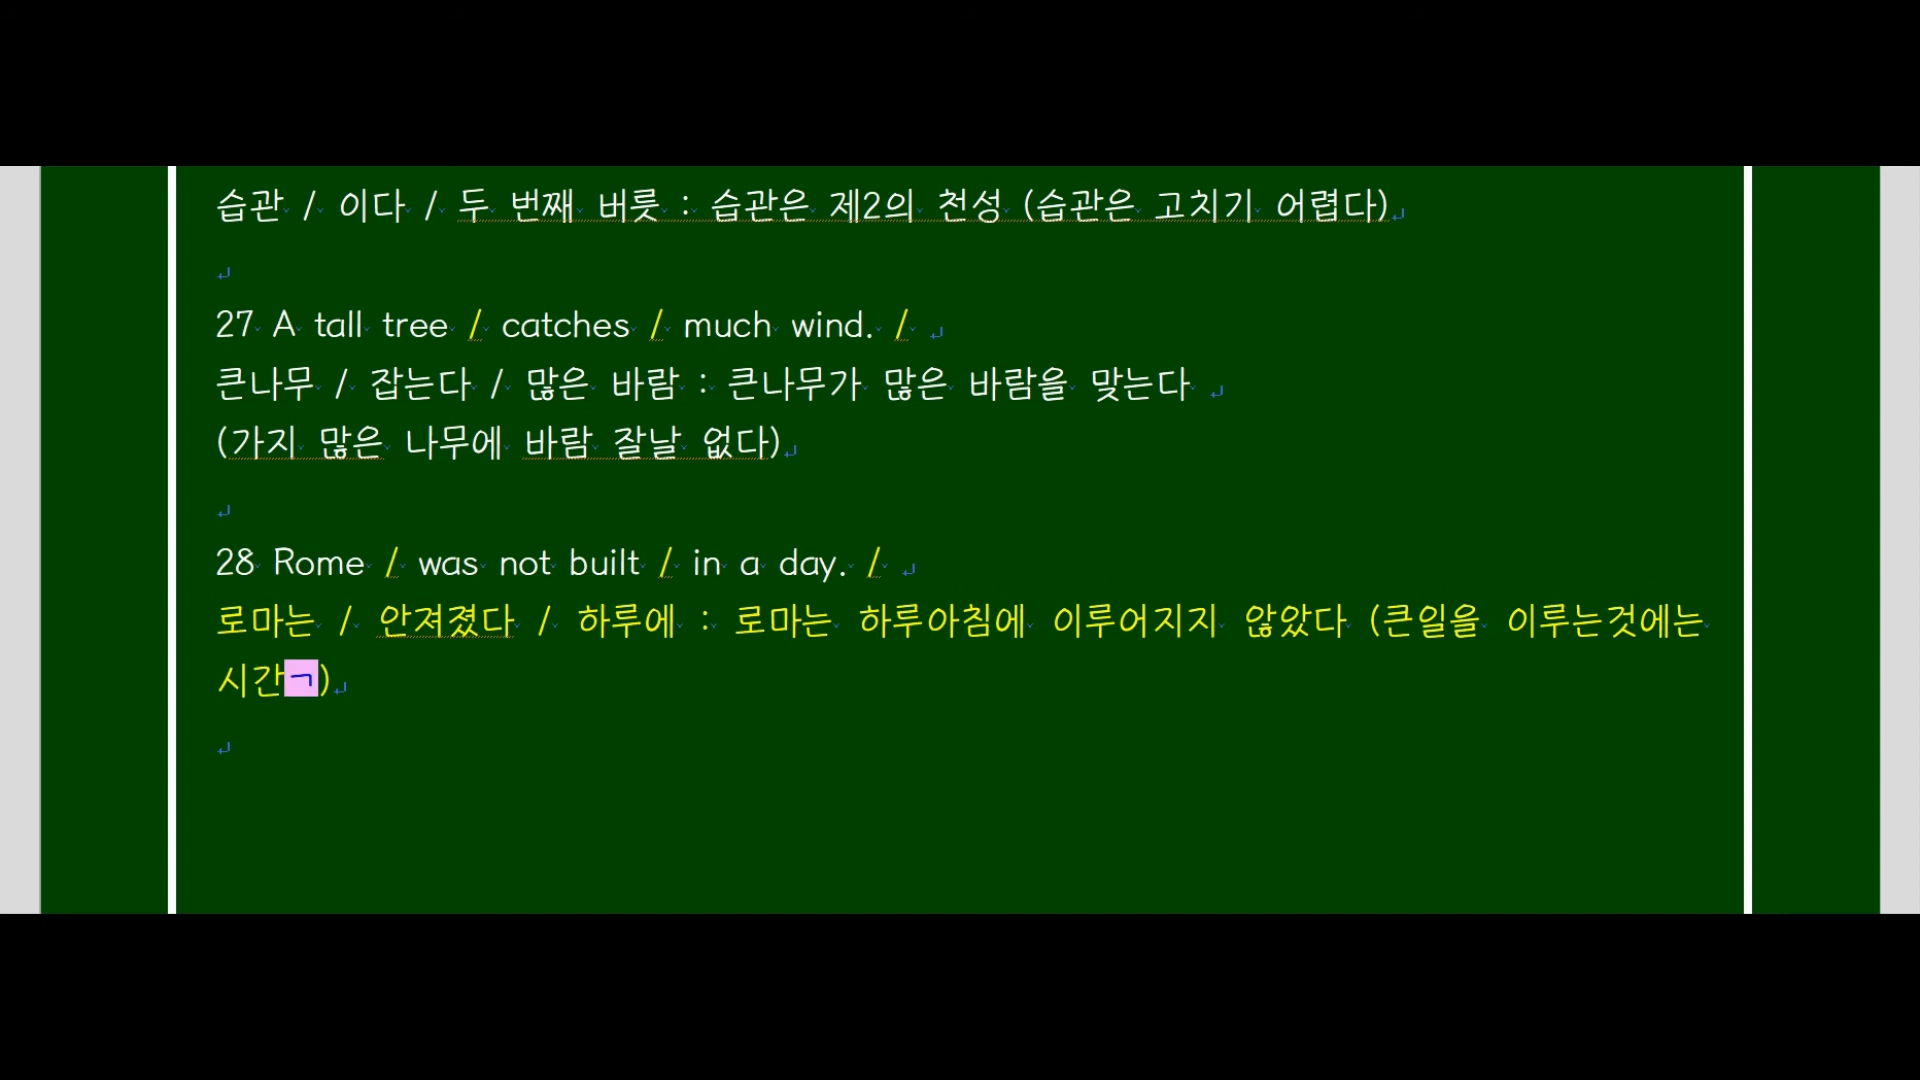 습관 / 이다 / 두 번째 버릇 : 습관은 제2의 천성 (습관은 고치기 어렵다)
27 A tall tree / catches / much wind. /
큰나무 / 잡는다 / 많은 바람 : 큰나무가 많은 바람을 맞는다
(가지 많은 나무에 바람 잘날 없다)
28 Rome / was not built / in a day. /
로마는 / 안져졌다 / 하루에 : 로마는 하루아침에 이루어지지 않았다 (큰일을 이루는것에는
시간ㄱ)